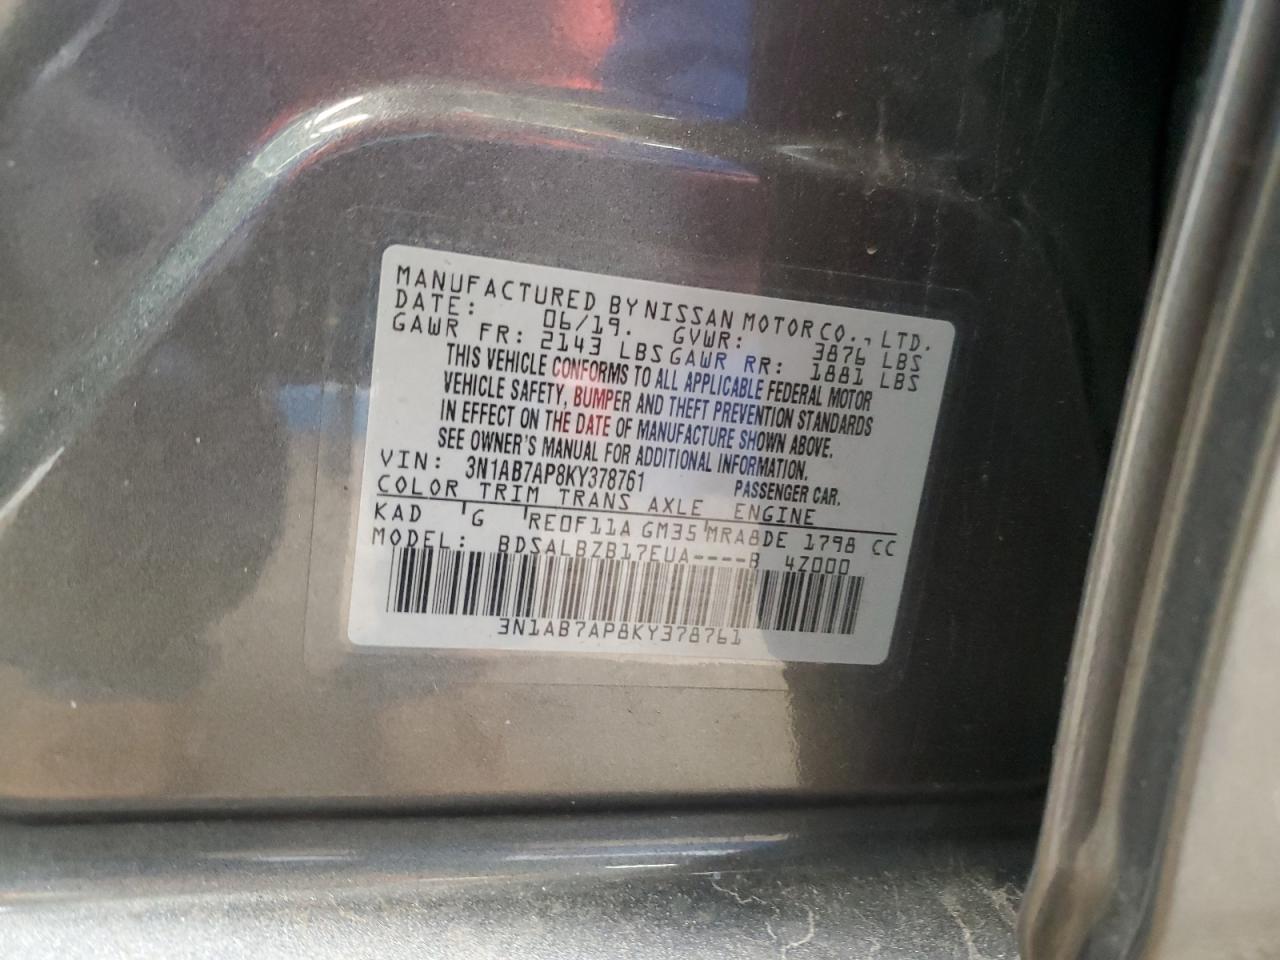 MANUFACTURED BY NISSAN MOTOR CO., LTD.
DATE: 06/19. GVWR: 3876 LBS
GAWR FR: 2143 LBS GAWR RR: 1881 LBS
THIS VEHICLE CONFORMS TO ALL APPLICABLE FEDERAL MOTOR
VEHICLE SAFETY, BUMPER AND THEFT PREVENTION STANDARDS
IN EFFECT ON THE DATE OF MANUFACTURE SHOWN ABOVE.
SEE OWNER'S MANUAL FOR ADDITIONAL INFORMATION.
VIN: 3N1AB7AP8KY378761 PASSENGER CAR.
COLOR TRIM TRANS AXLE ENGINE
KAD G RE0F11A GM35 MRA8DE 1798 CC
MODEL: BDSALBZB17EUA----B 4Z000
3N1AB7AP8KY378761